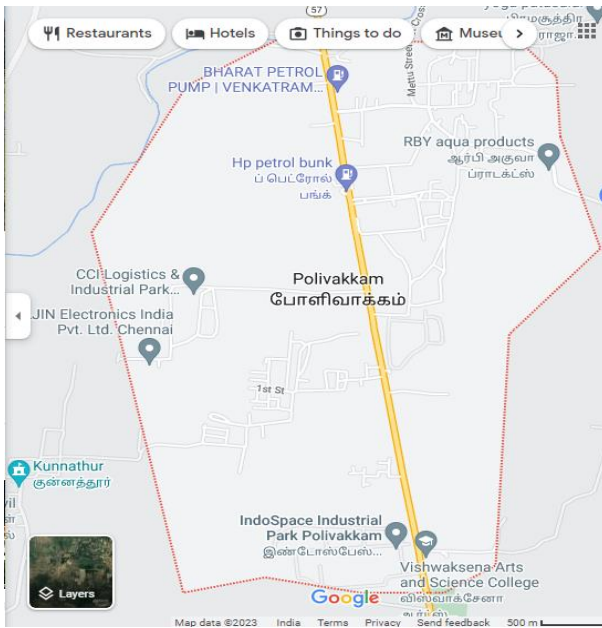 57
Restaurants
Hotels
Things to do
BHARAT PETROL
PUMP | VENKATRAM...
Mettu Street
Hp petrol bunk
ப் பெட்ரோல்
பங்க்
RBY aqua products
ஆர்பி அகுவா
ப்ராடக்ட்ஸ்
CCI Logistics &
Industrial Park...
JIN Electronics India
Pvt. Ltd. Chennai
Polivakkam
போளிவாக்கம்
1st St
Kunnathur
குன்னத்தூர்
IndoSpace Industrial
Park Polivakkam
இண்டோஸ்பேஸ்...
Vishwaksena Arts
and Science College
விஸ்வாக்சேனா
Layers
Google
Map data ©2023 India Terms Privacy Send feedback 500 m